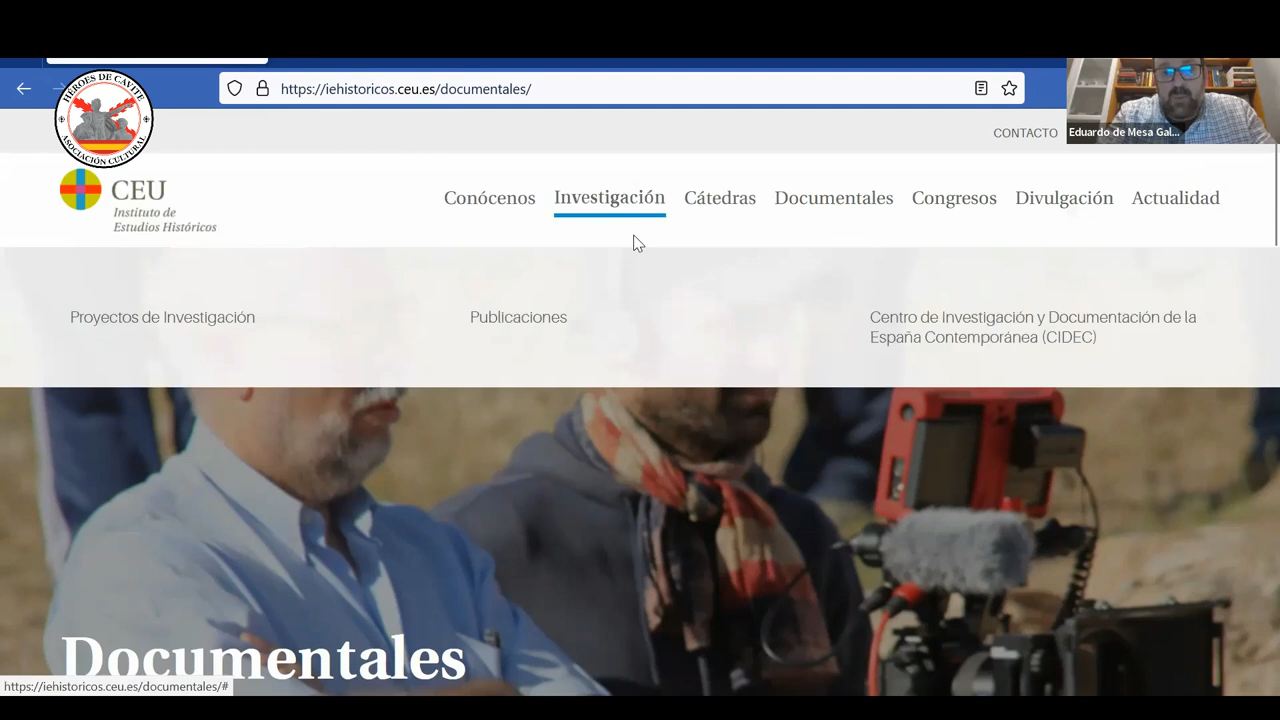 HÉROES DE CAVITE
ASOCIACIÓN CULTURAL
https://iehistoricos.ceu.es/documentales/
CONTACTO
Eduardo de Mesa Gal...
CEU
Instituto de
Estudios Históricos
Conócenos Investigación Cátedras Documentales Congresos Divulgación Actualidad
Proyectos de Investigación
Publicaciones
Centro de Investigación y Documentación de la
España Contemporánea (CIDEC)
Documentales
https://iehistoricos.ceu.es/documentales/#